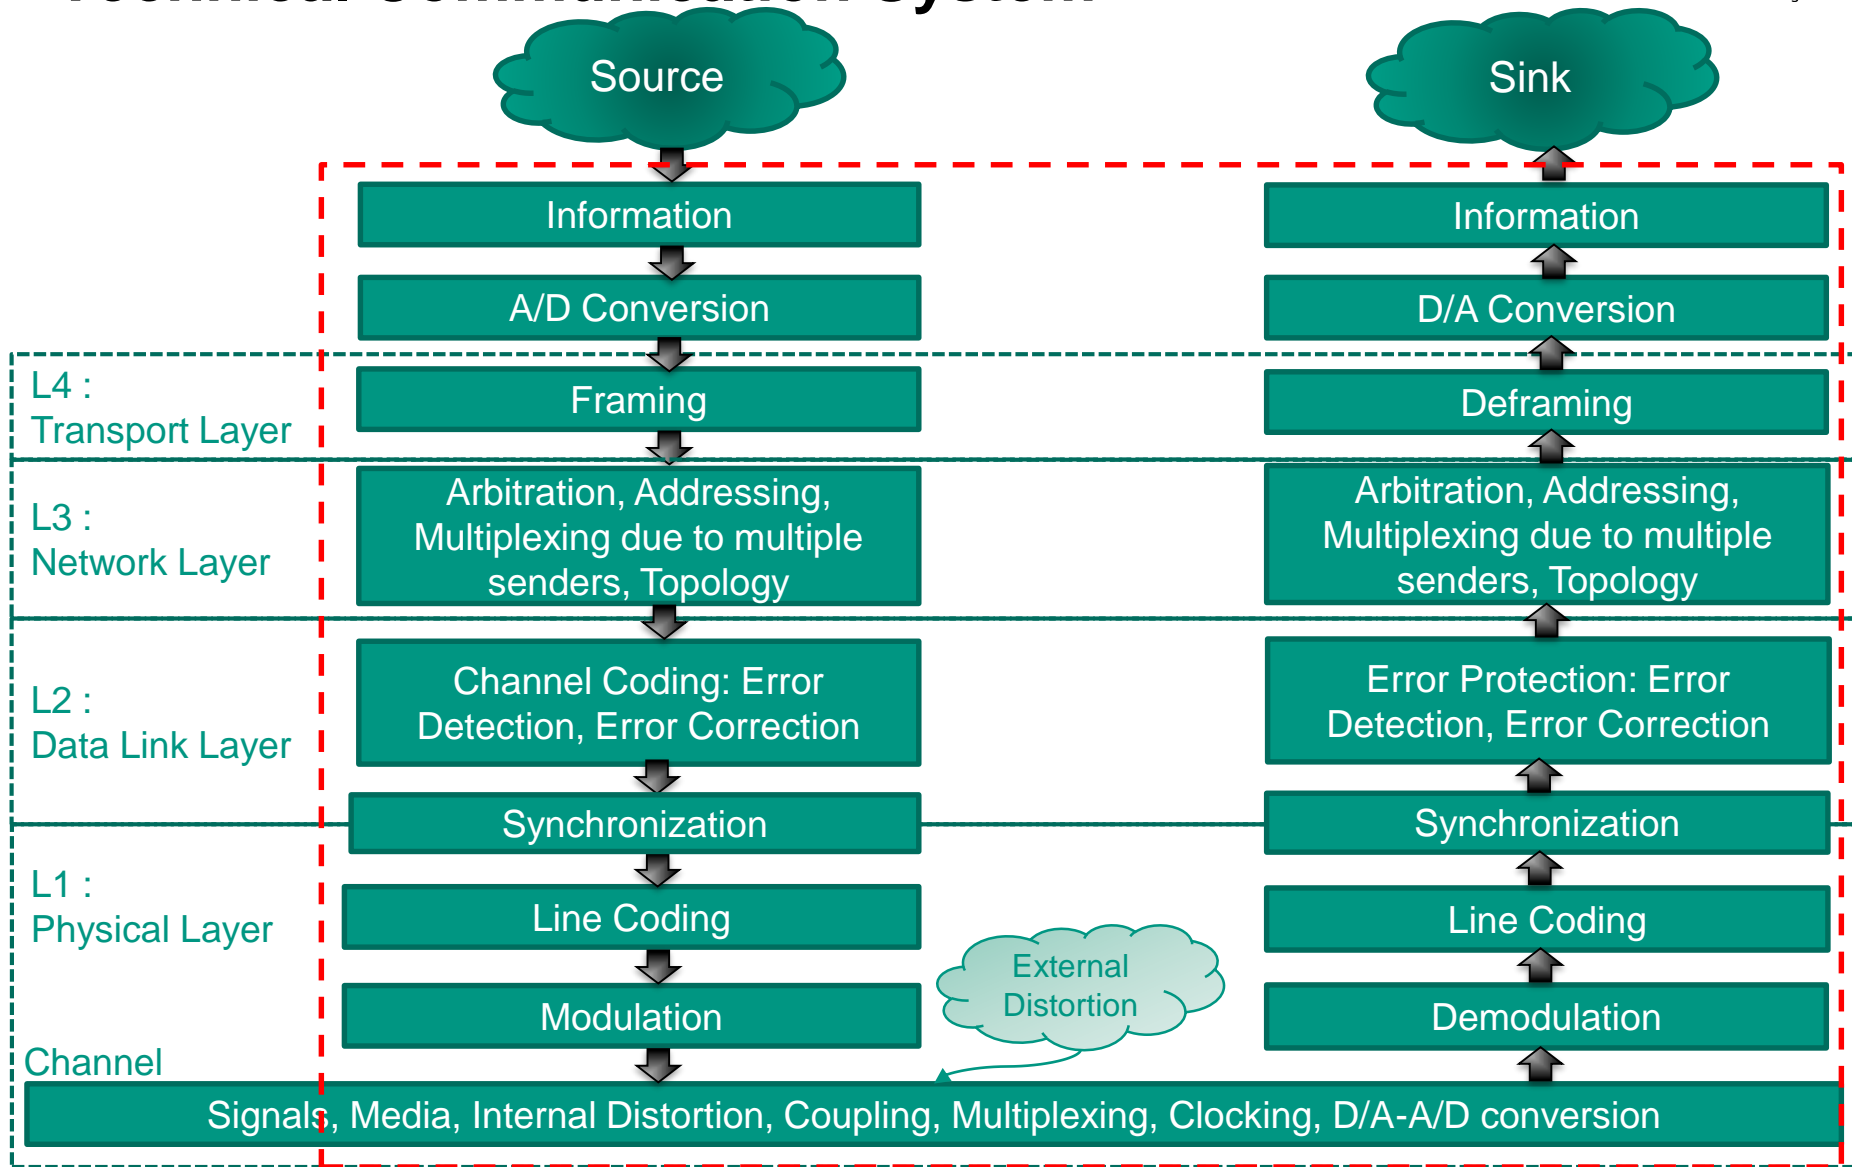 Technical Communication System
Source
Sink
Information
Information
A/D Conversion
D/A Conversion
L4 :
Transport Layer
Framing
Deframing
L3 :
Network Layer
Arbitration, Addressing,
Multiplexing due to multiple
senders, Topology
Arbitration, Addressing,
Multiplexing due to multiple
senders, Topology
L2 :
Data Link Layer
Channel Coding: Error
Detection, Error Correction
Error Protection: Error
Detection, Error Correction
Synchronization
Synchronization
L1 :
Physical Layer
Line Coding
Line Coding
External
Distortion
Modulation
Demodulation
Channel
Signals, Media, Internal Distortion, Coupling, Multiplexing, Clocking, D/A-A/D conversion